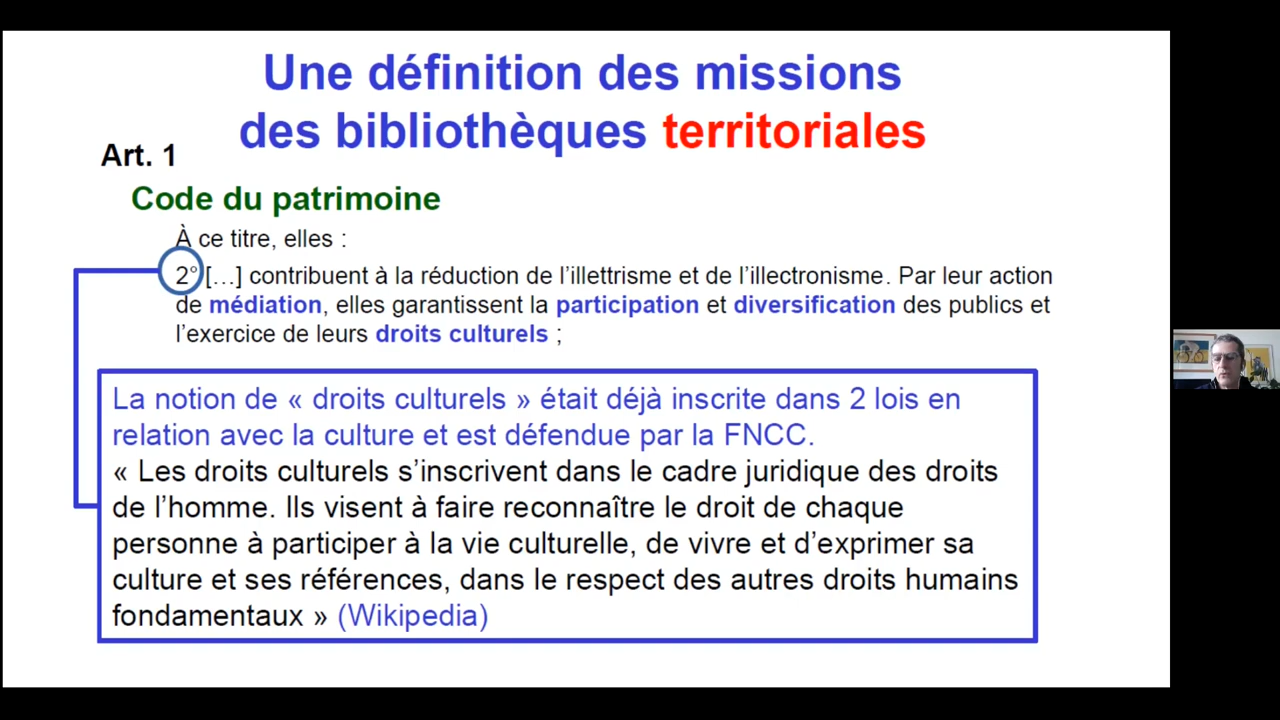 Une définition des missions
des bibliothèques territoriales
Art. 1
Code du patrimoine
À ce titre, elles :
2° […] contribuent à la réduction de l’illettrisme et de l’illectronisme. Par leur action
de médiation, elles garantissent la participation et diversification des publics et
l’exercice de leurs droits culturels ;
La notion de « droits culturels » était déjà inscrite dans 2 lois en
relation avec la culture et est défendue par la FNCC.
« Les droits culturels s’inscrivent dans le cadre juridique des droits
de l’homme. Ils visent à faire reconnaître le droit de chaque
personne à participer à la vie culturelle, de vivre et d’exprimer sa
culture et ses références, dans le respect des autres droits humains
fondamentaux » (Wikipedia)